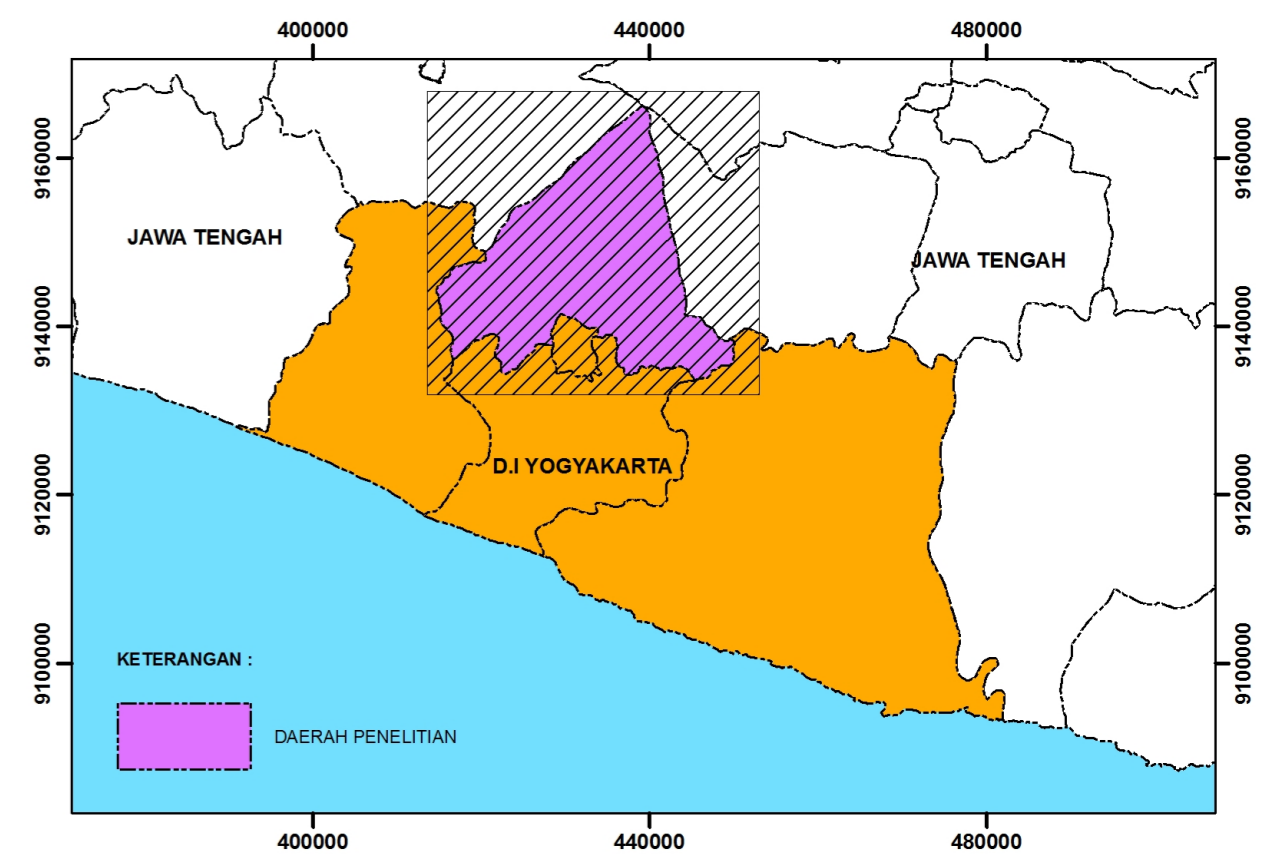 400000 440000 480000
9160000 9160000
JAWA TENGAH
JAWA TENGAH
9140000 9140000
D.I YOGYAKARTA
9120000 9120000
KETERANGAN :
9100000 9100000
DAERAH PENELITIAN
400000 440000 480000